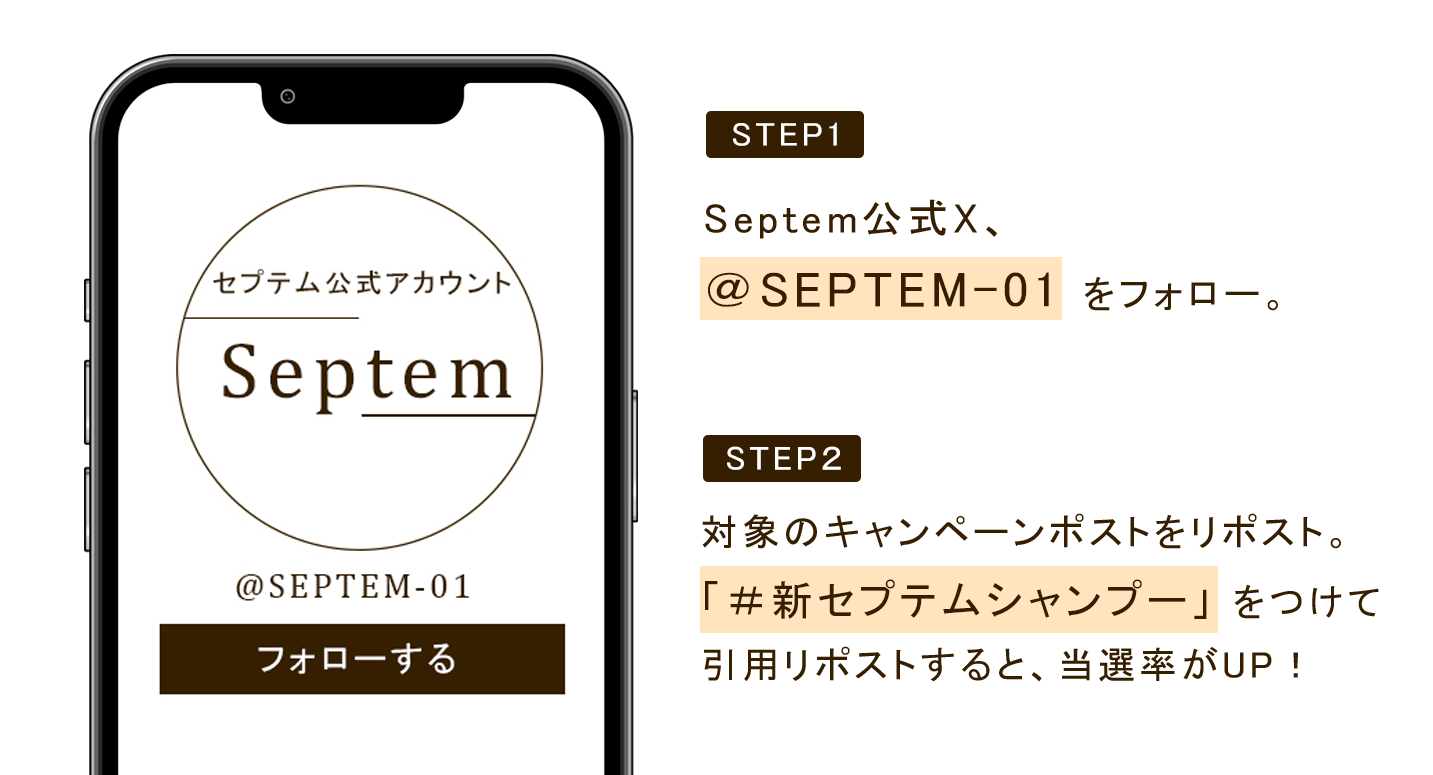 セプテム公式アカウント
Septem
@SEPTEM-01
フォローする
STEP1
Septem公式X、
@SEPTEM-01 をフォロー。
STEP2
対象のキャンペーンポストをリポスト。
「#新セプテムシャンプー」をつけて
引用リポストすると、当選率がUP！